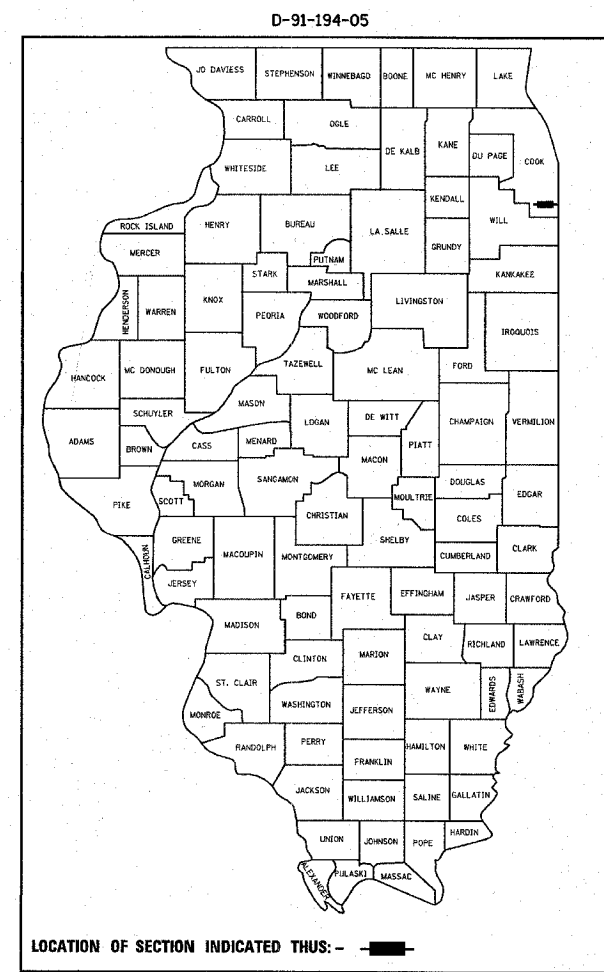 D-91-194-05
JO DAVIESS
STEPHENSON
WINNEBAGO
BOONE
MC HENRY
LAKE
CARROLL
OGLE
DE KALB
KANE
DU PAGE
COOK
WHITESIDE
LEE
KENDALL
WILL
ROCK ISLAND
HENRY
BUREAU
LA SALLE
GRUNDY
MERCER
PUTNAM
KANKAKEE
STARK
MARSHALL
HENDERSON
WARREN
KNOX
PEORIA
WOODFORD
LIVINGSTON
IROQUOIS
HANCOCK
MC DONOUGH
FULTON
TAZEWELL
MC LEAN
FORD
SCHUYLER
MASON
LOGAN
DE WITT
CHAMPAIGN
VERMILION
ADAMS
BROWN
CASS
MENARD
MACON
PIATT
SCOTT
MORGAN
SANGAMON
DOUGLAS
EDGAR
PIKE
CHRISTIAN
MOULTRIE
COLES
GREENE
MACOUPIN
MONTGOMERY
SHELBY
CUMBERLAND
CLARK
CALHOUN
JERSEY
FAYETTE
EFFINGHAM
JASPER
CRAWFORD
MADISON
BOND
CLAY
RICHLAND
LAWRENCE
CLINTON
MARION
ST. CLAIR
WAYNE
EDWARDS
WABASH
WASHINGTON
JEFFERSON
MONROE
RANDOLPH
PERRY
HAMILTON
WHITE
FRANKLIN
JACKSON
WILLIAMSON
SALINE
GALLATIN
UNION
JOHNSON
POPE
HARDIN
ALEXANDER
PULASKI
MASSAC
LOCATION OF SECTION INDICATED THUS: -